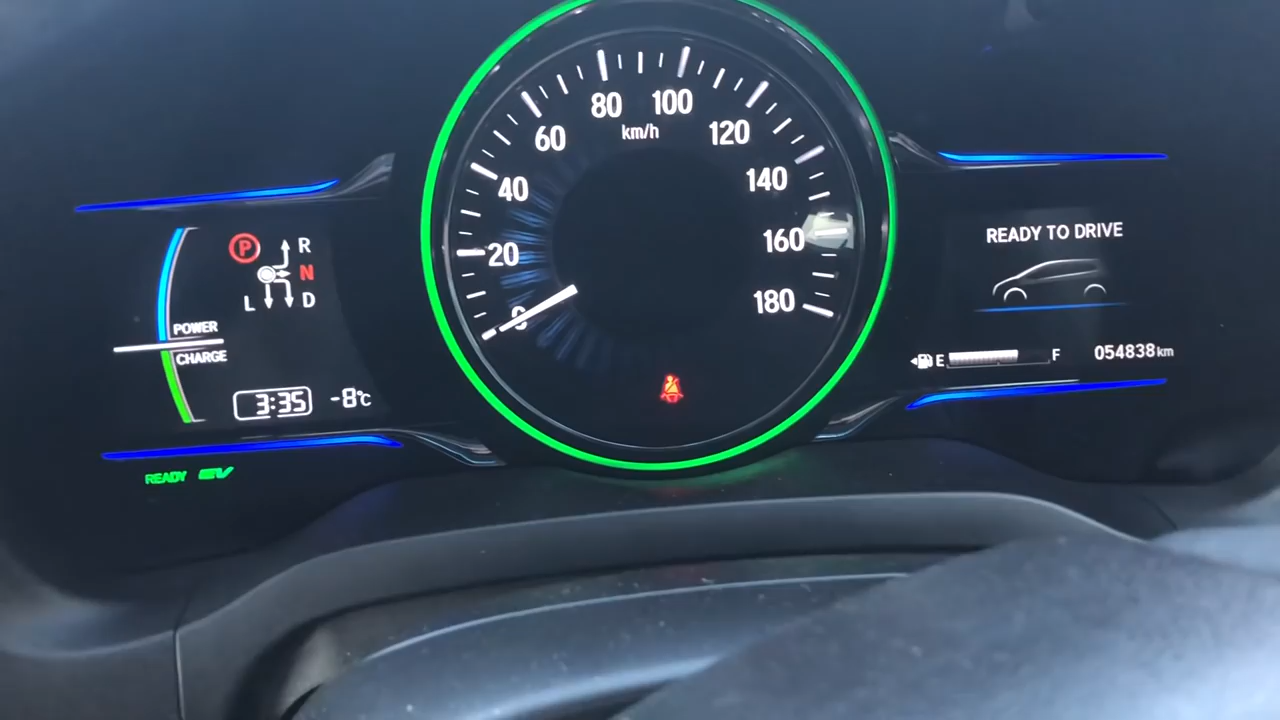 80 100
km/h
60 120
40 140
20 160
0 180
P R
N
L D
POWER
CHARGE
3:35 -8℃
READY EV
READY TO DRIVE
E F
054838km